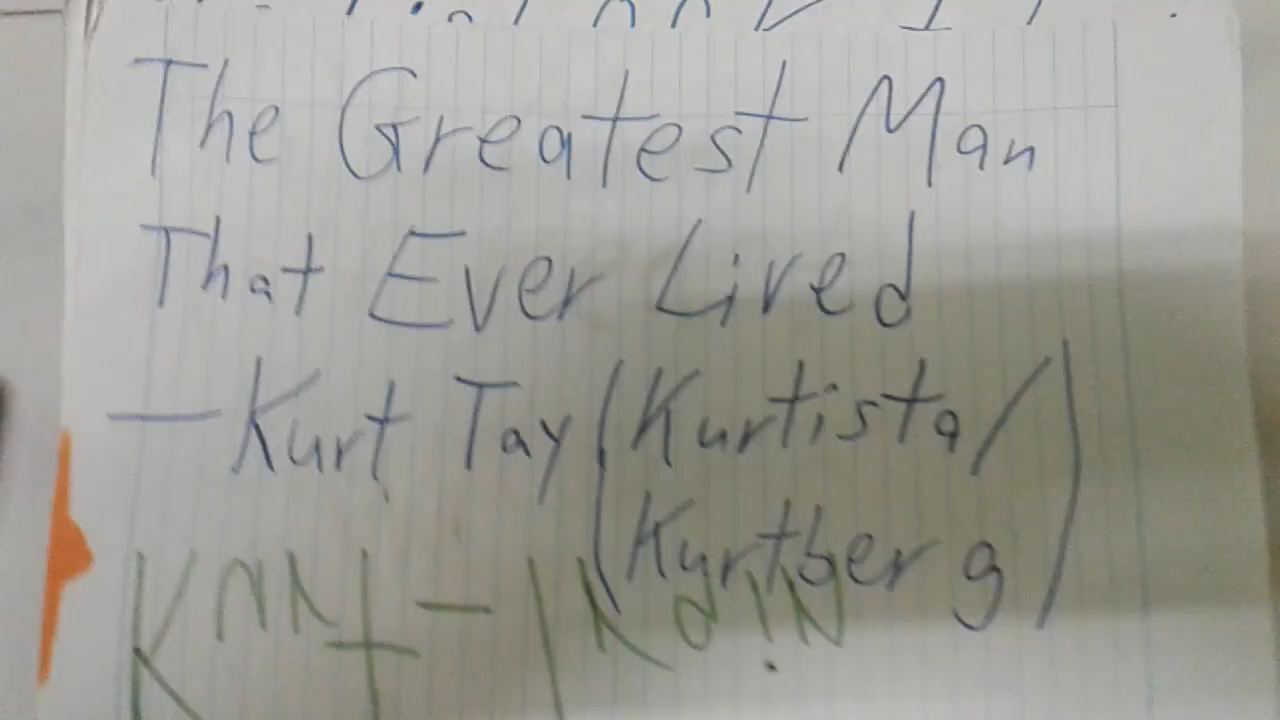 The Greatest Man
That Ever Lived
— Kurt Tay (Kurtista/
Kurtberg)